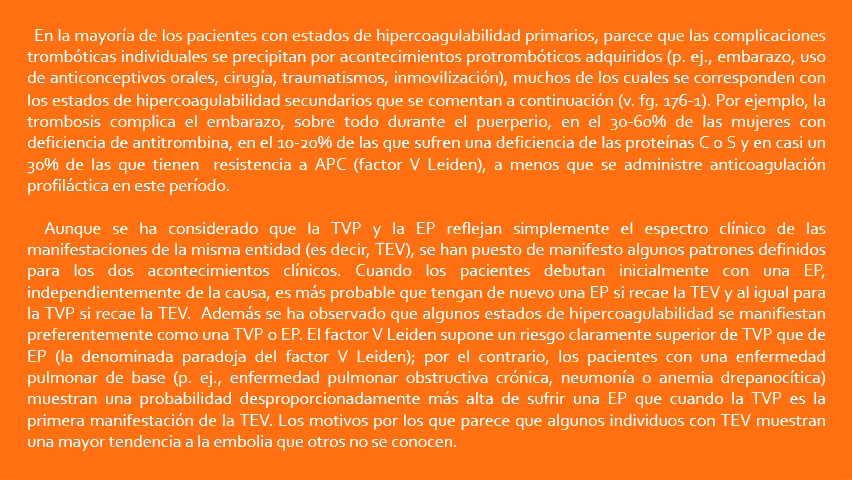 En la mayoría de los pacientes con estados de hipercoagulabilidad primarios, parece que las complicaciones
trombóticas individuales se precipitan por acontecimientos protrombóticos adquiridos (p. ej., embarazo, uso
de anticonceptivos orales, cirugía, traumatismos, inmovilización), muchos de los cuales se corresponden con
los estados de hipercoagulabilidad secundarios que se comentan a continuación (v. fg. 176-1). Por ejemplo, la
trombosis complica el embarazo, sobre todo durante el puerperio, en el 30-60% de las mujeres con
deficiencia de antitrombina, en el 10-20% de las que sufren una deficiencia de las proteínas C o S y en casi un
30% de las que tienen resistencia a APC (factor V Leiden), a menos que se administre anticoagulación
profiláctica en este período.
Aunque se ha considerado que la TVP y la EP reflejan simplemente el espectro clínico de las
manifestaciones de la misma entidad (es decir, TEV), se han puesto de manifiesto algunos patrones definidos
para los dos acontecimientos clínicos. Cuando los pacientes debutan inicialmente con una EP,
independientemente de la causa, es más probable que tengan de nuevo una EP si recae la TEV y al igual para
la TVP si recae la TEV. Además se ha observado que algunos estados de hipercoagulabilidad se manifiestan
preferentemente como una TVP o EP. El factor V Leiden supone un riesgo claramente superior de TVP que de
EP (la denominada paradoja del factor V Leiden); por el contrario, los pacientes con una enfermedad
pulmonar de base (p. ej., enfermedad pulmonar obstructiva crónica, neumonía o anemia drepanocítica)
muestran una probabilidad desproporcionadamente más alta de sufrir una EP que cuando la TVP es la
primera manifestación de la TEV. Los motivos por los que parece que algunos individuos con TEV muestran
una mayor tendencia a la embolia que otros no se conocen.